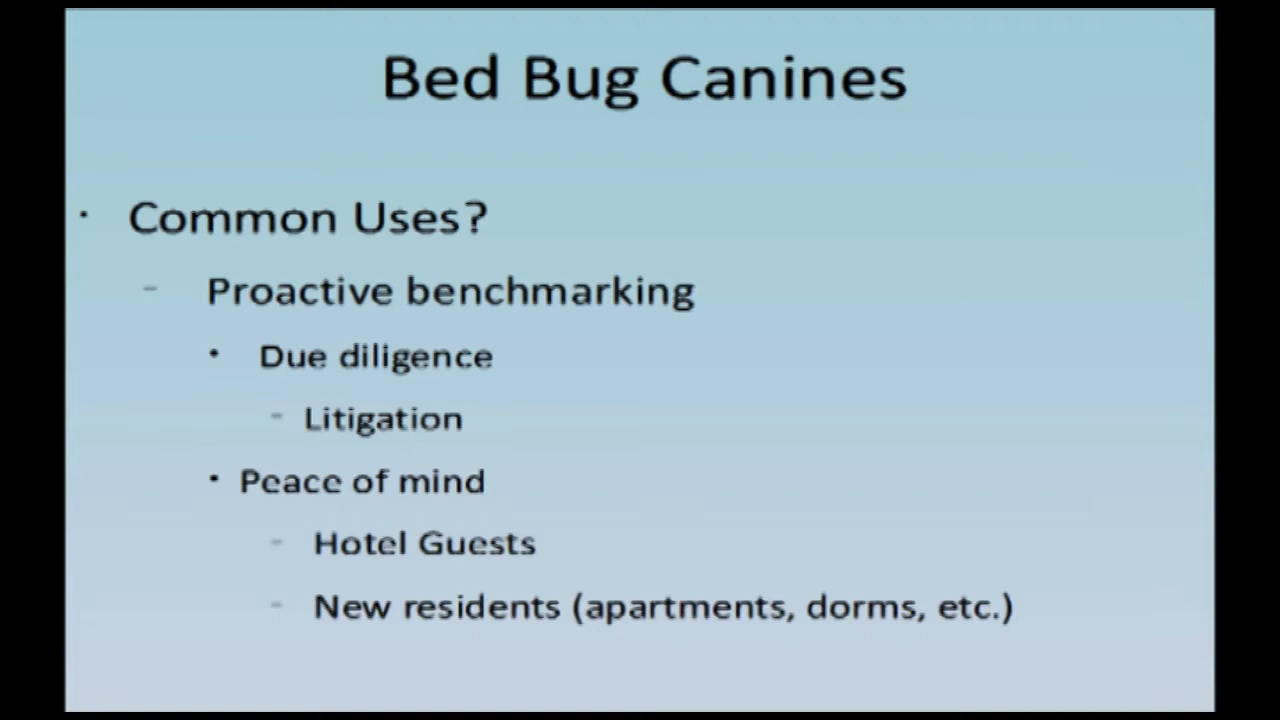 Bed Bug Canines
· Common Uses?
- Proactive benchmarking
· Due diligence
- Litigation
· Peace of mind
- Hotel Guests
- New residents (apartments, dorms, etc.)